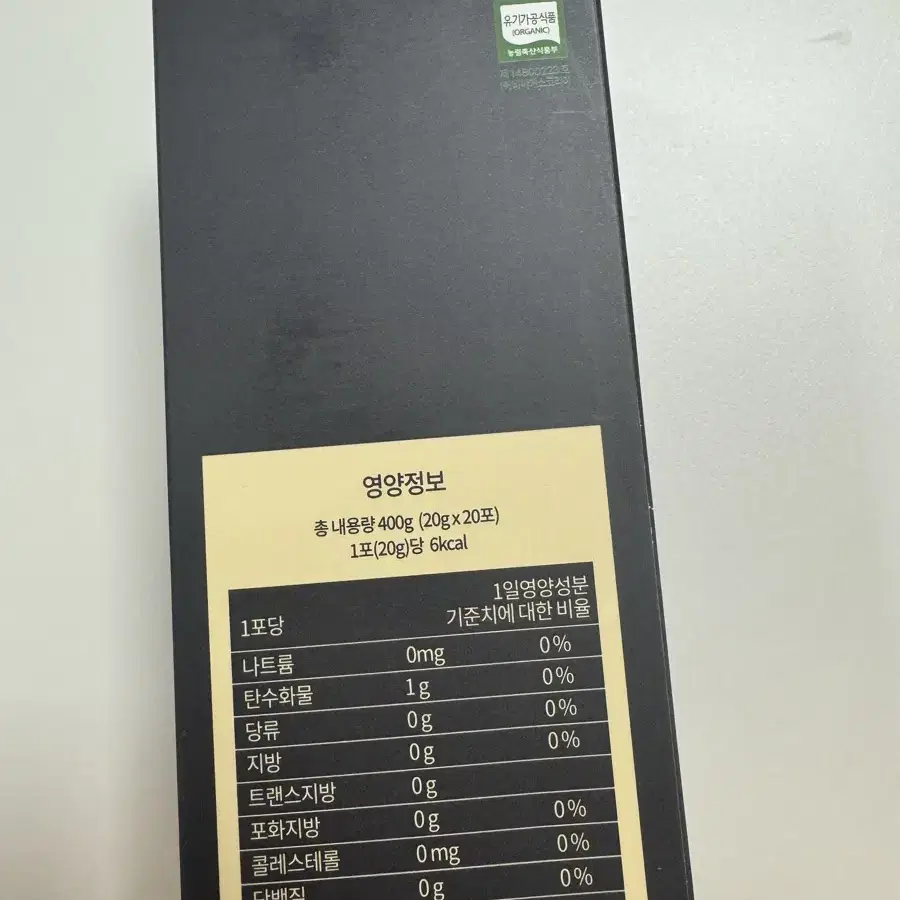 유기가공식품
(ORGANIC)
농림축산식품부
영양정보
총 내용량 400g (20g x 20포)
1포(20g)당 6kcal
1포당 1일영양성분 기준치에 대한 비율
나트륨 0mg 0%
탄수화물 1g 0%
당류 0g 0%
지방 0g 0%
트랜스지방 0g
포화지방 0g 0%
콜레스테롤 0mg 0%
단백질 0g 0%